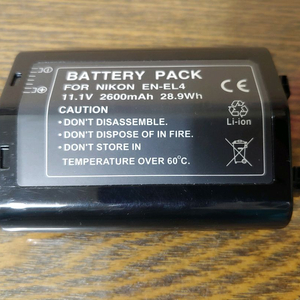 BATTERY PACK
FOR NIKON EN-EL4
11.1V 2600mAh 28.9Wh
CAUTION
DON'T DISASSEMBLE.
DON'T DISPOSE OF IN FIRE.
DON'T STORE IN
TEMPERATURE OVER 60°C.
CE
Li-ion